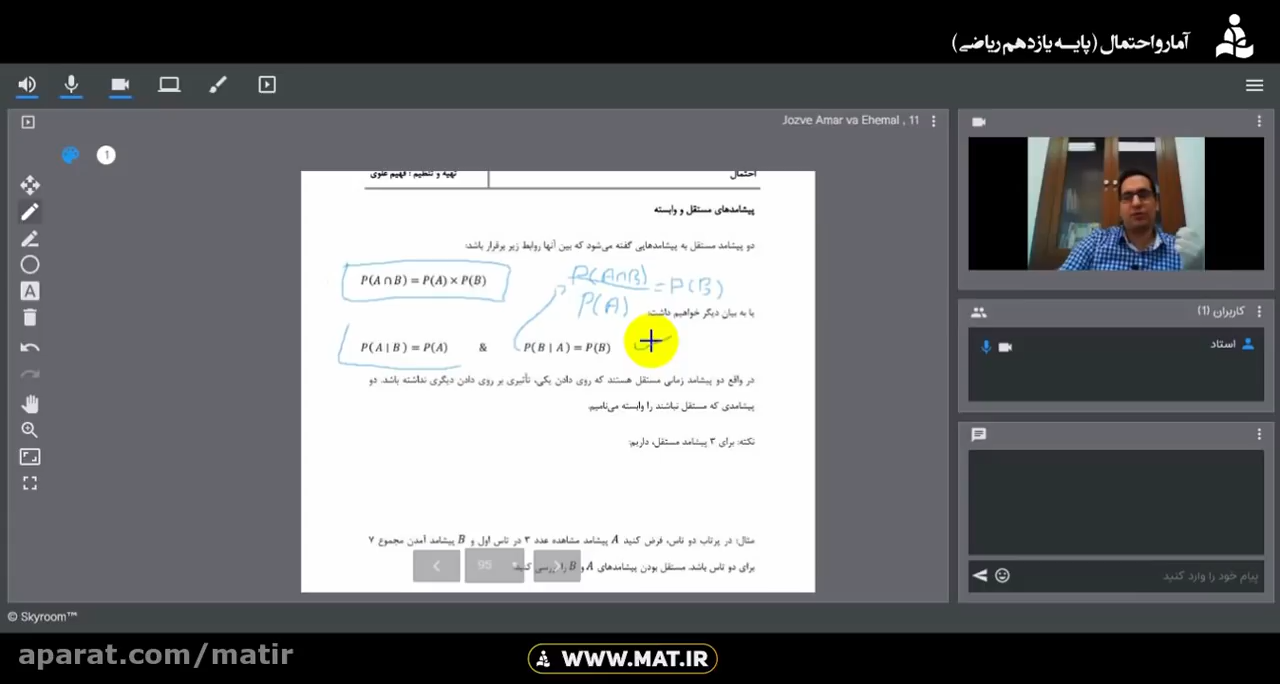 آمار و احتمال (پایه یازدهم ریاضی)
Jozve Amar va Ehemal , 11
1
احتمال
تهیه و تنظیم : فهیم علوی
پیشامدهای مستقل و وابسته
دو پیشامد مستقل به پیشامدهایی گفته می‌شود که بین آنها روابط زیر برقرار باشد:
P(A ∩ B) = P(A) × P(B)
P(A∩B)/P(A) = P(B)
یا به بیان دیگر خواهیم داشت:
P(A | B) = P(A) & P(B | A) = P(B)
در واقع دو پیشامد زمانی مستقل هستند که روی دادن یکی، تأثیری بر روی دادن دیگری نداشته باشد. دو
پیشامدی که مستقل نباشند را وابسته می‌نامیم.
نکته: برای ۳ پیشامد مستقل، داریم:
مثال: در پرتاب دو تاس، فرض کنید A پیشامد مشاهده عدد ۳ در تاس اول و B پیشامد آمدن مجموع ۷
برای دو تاس باشد. مستقل بودن پیشامدهای A و B را بررسی کنید.
95
کاربران (1)
استاد
پیام خود را وارد کنید
© Skyroom™
aparat.com/matir
WWW.MAT.IR